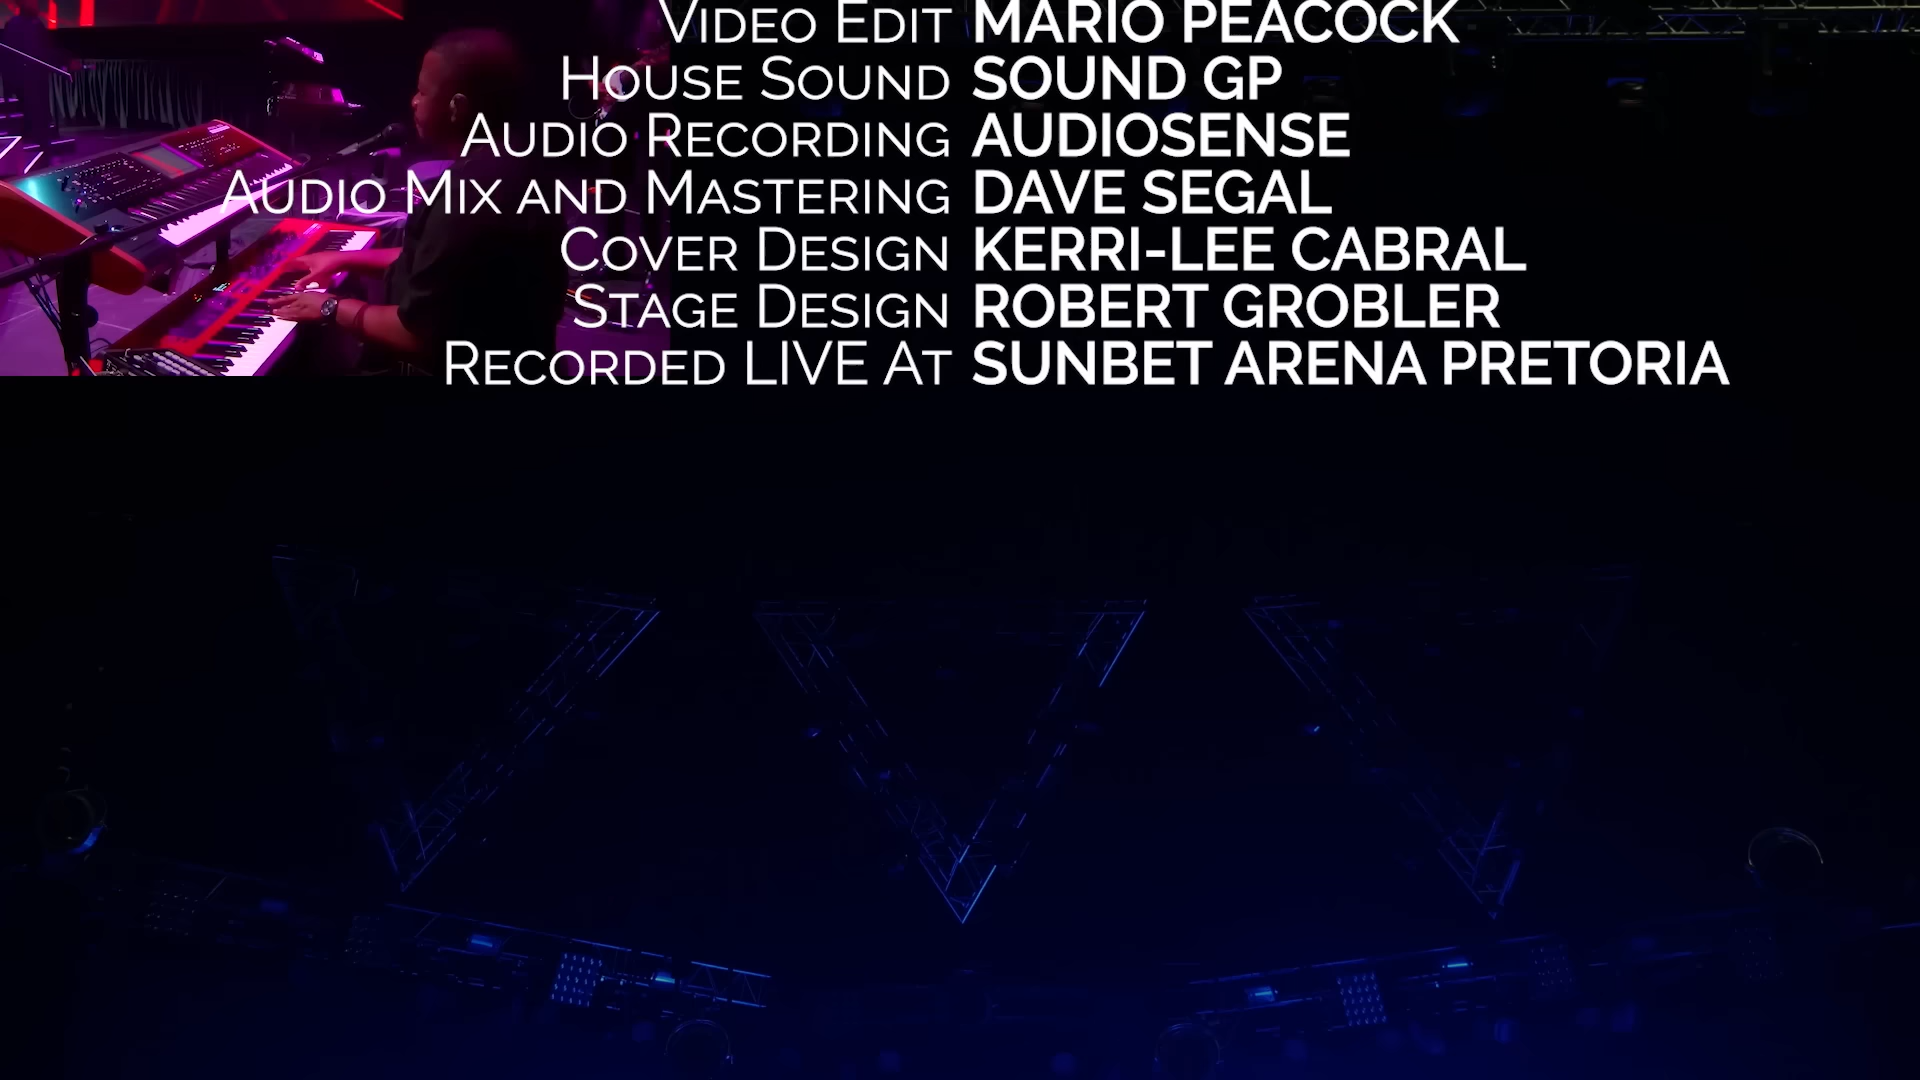 Video Edit MARIO PEACOCK
House Sound SOUND GP
Audio Recording AUDIOSENSE
Audio Mix and Mastering DAVE SEGAL
Cover Design KERRI-LEE CABRAL
Stage Design ROBERT GROBLER
Recorded LIVE At SUNBET ARENA PRETORIA